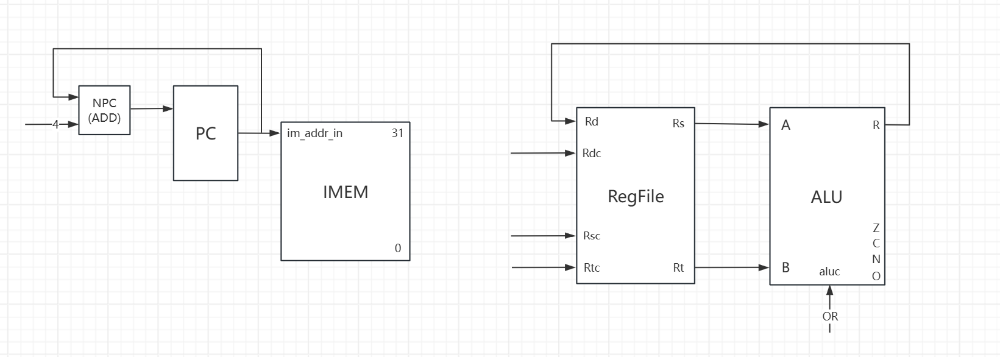 NPC
(ADD)
4
PC
im_addr_in
31
IMEM
0
Rd
Rs
Rdc
RegFile
Rsc
Rtc
Rt
A
R
ALU
Z
C
N
B
aluc
O
OR